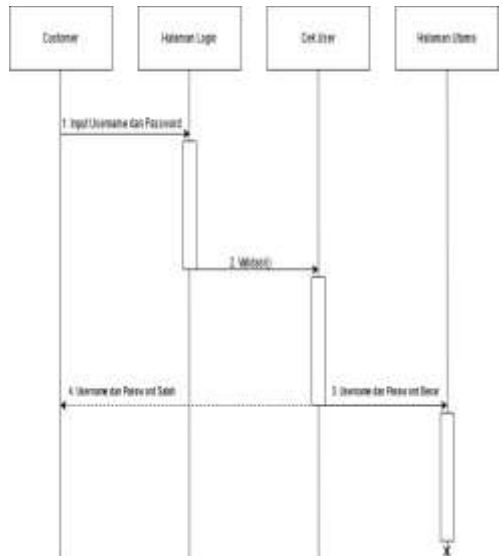 Customer
Halaman Login
Cek User
Halaman Utama
1. Input Username dan Password
2. Validasi()
4. Username dan Password Salah
3. Username dan Password Benar